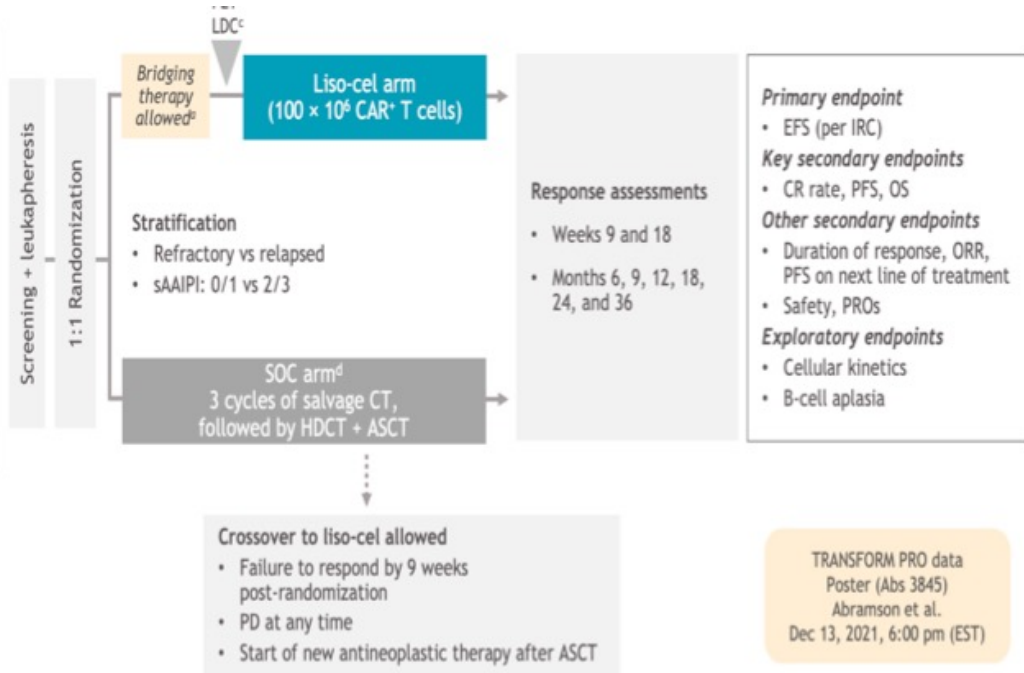 LDCᶜ
Bridging
therapy
allowedᵃ
Liso-cel arm
(100 × 10⁶ CAR⁺ T cells)
Screening + leukapheresis
1:1 Randomization
Stratification
• Refractory vs relapsed
• sAAIPI: 0/1 vs 2/3
SOC armᵈ
3 cycles of salvage CT,
followed by HDCT + ASCT
Response assessments
• Weeks 9 and 18
• Months 6, 9, 12, 18,
24, and 36
Primary endpoint
• EFS (per IRC)
Key secondary endpoints
• CR rate, PFS, OS
Other secondary endpoints
• Duration of response, ORR,
PFS on next line of treatment
• Safety, PROs
Exploratory endpoints
• Cellular kinetics
• B-cell aplasia
Crossover to liso-cel allowed
• Failure to respond by 9 weeks
post-randomization
• PD at any time
• Start of new antineoplastic therapy after ASCT
TRANSFORM PRO data
Poster (Abs 3845)
Abramson et al.
Dec 13, 2021, 6:00 pm (EST)